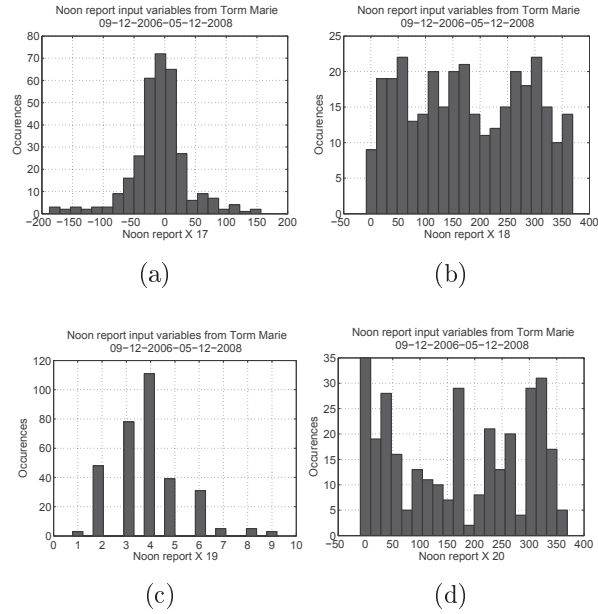 Noon report input variables from Torm Marie
09−12−2006−05−12−2008
80
70
60
50
40
30
20
10
0
Occurences
−200 −150 −100 −50 0 50 100 150 200
Noon report X 17
(a)
Noon report input variables from Torm Marie
09−12−2006−05−12−2008
25
20
15
10
5
0
Occurences
−50 0 50 100 150 200 250 300 350 400
Noon report X 18
(b)
Noon report input variables from Torm Marie
09−12−2006−05−12−2008
120
100
80
60
40
20
0
Occurences
0 1 2 3 4 5 6 7 8 9 10
Noon report X 19
(c)
Noon report input variables from Torm Marie
09−12−2006−05−12−2008
35
30
25
20
15
10
5
0
Occurences
−50 0 50 100 150 200 250 300 350 400
Noon report X 20
(d)